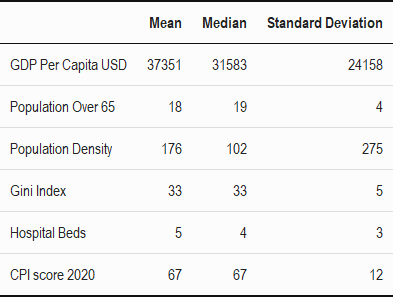 Mean Median Standard Deviation
GDP Per Capita USD 37351 31583 24158
Population Over 65 18 19 4
Population Density 176 102 275
Gini Index 33 33 5
Hospital Beds 5 4 3
CPI score 2020 67 67 12